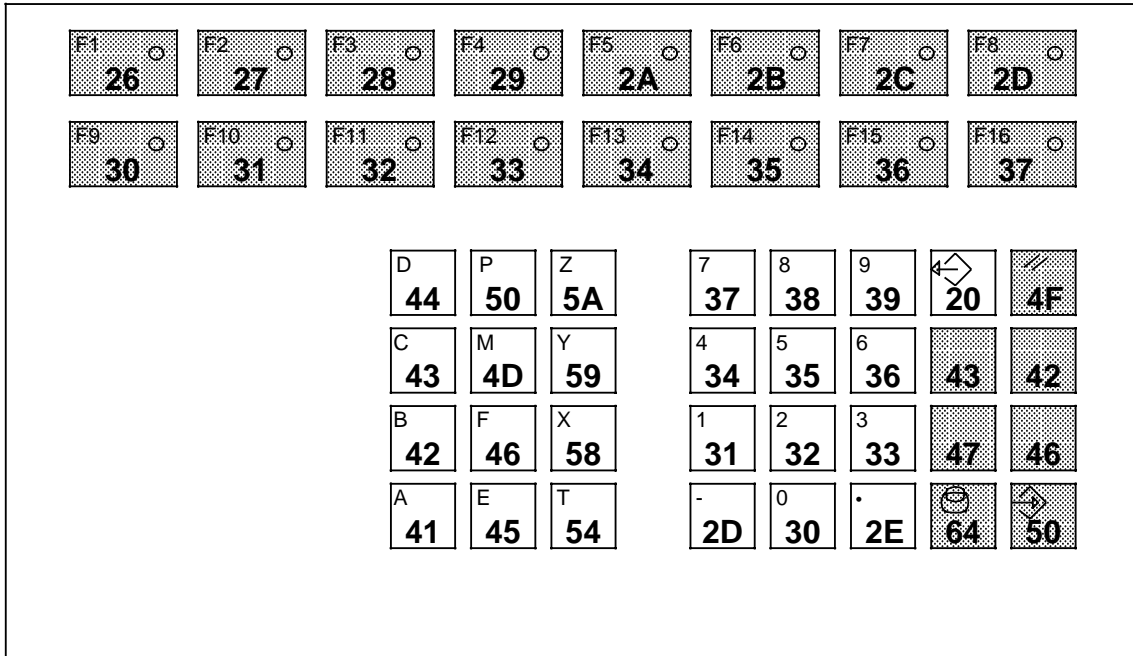 F1 F2 F3 F4 F5 F6 F7 F8
26 27 28 29 2A 2B 2C 2D
F9 F10 F11 F12 F13 F14 F15 F16
30 31 32 33 34 35 36 37
D P Z 7 8 9
44 50 5A 37 38 39 20 4F
C M Y 4 5 6
43 4D 59 34 35 36 43 42
B F X 1 2 3
42 46 58 31 32 33 47 46
A E T - 0 •
41 45 54 2D 30 2E 64 50